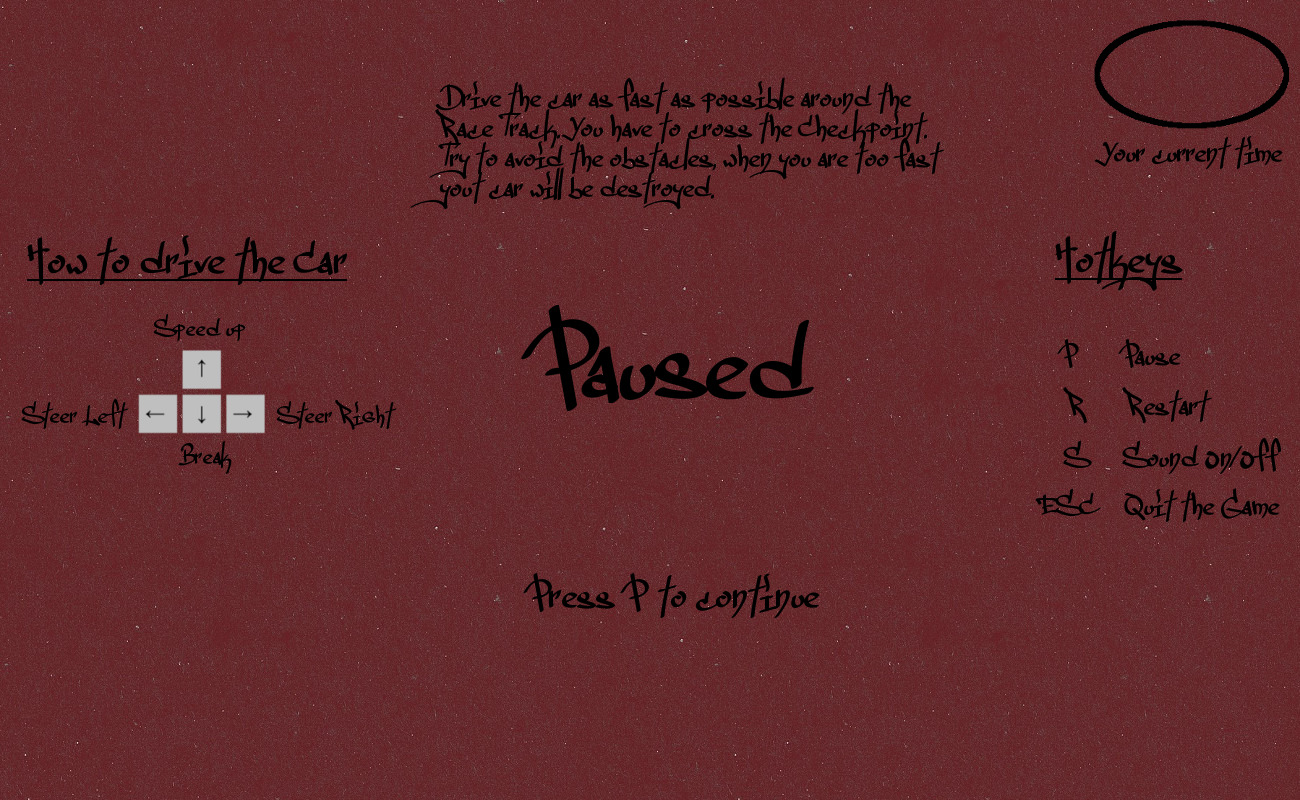 Drive the car as fast as possible around the
Race Track. You have to cross the Checkpoint.
Try to avoid the obstacles, when you are too fast
yout car will be destroyed.
Your current time
How to drive the Car
Speed up
↑
Steer Left ← ↓ → Steer Right
Break
Paused
Press P to continue
Hotkeys
P Pause
R Restart
S Sound On/Off
ESC Quit the Game